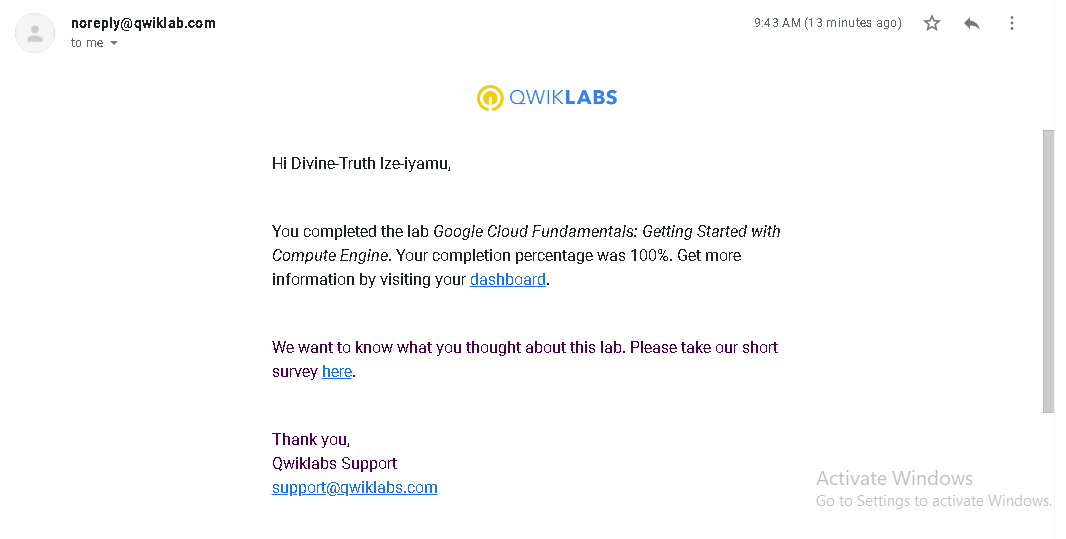 noreply@qwiklab.com
9:43 AM (13 minutes ago)
to me
QWIKLABS
Hi Divine-Truth Ize-iyamu,
You completed the lab Google Cloud Fundamentals: Getting Started with
Compute Engine. Your completion percentage was 100%. Get more
information by visiting your dashboard.
We want to know what you thought about this lab. Please take our short
survey here.
Thank you,
Qwiklabs Support
support@qwiklabs.com
Activate Windows
Go to Settings to activate Windows.